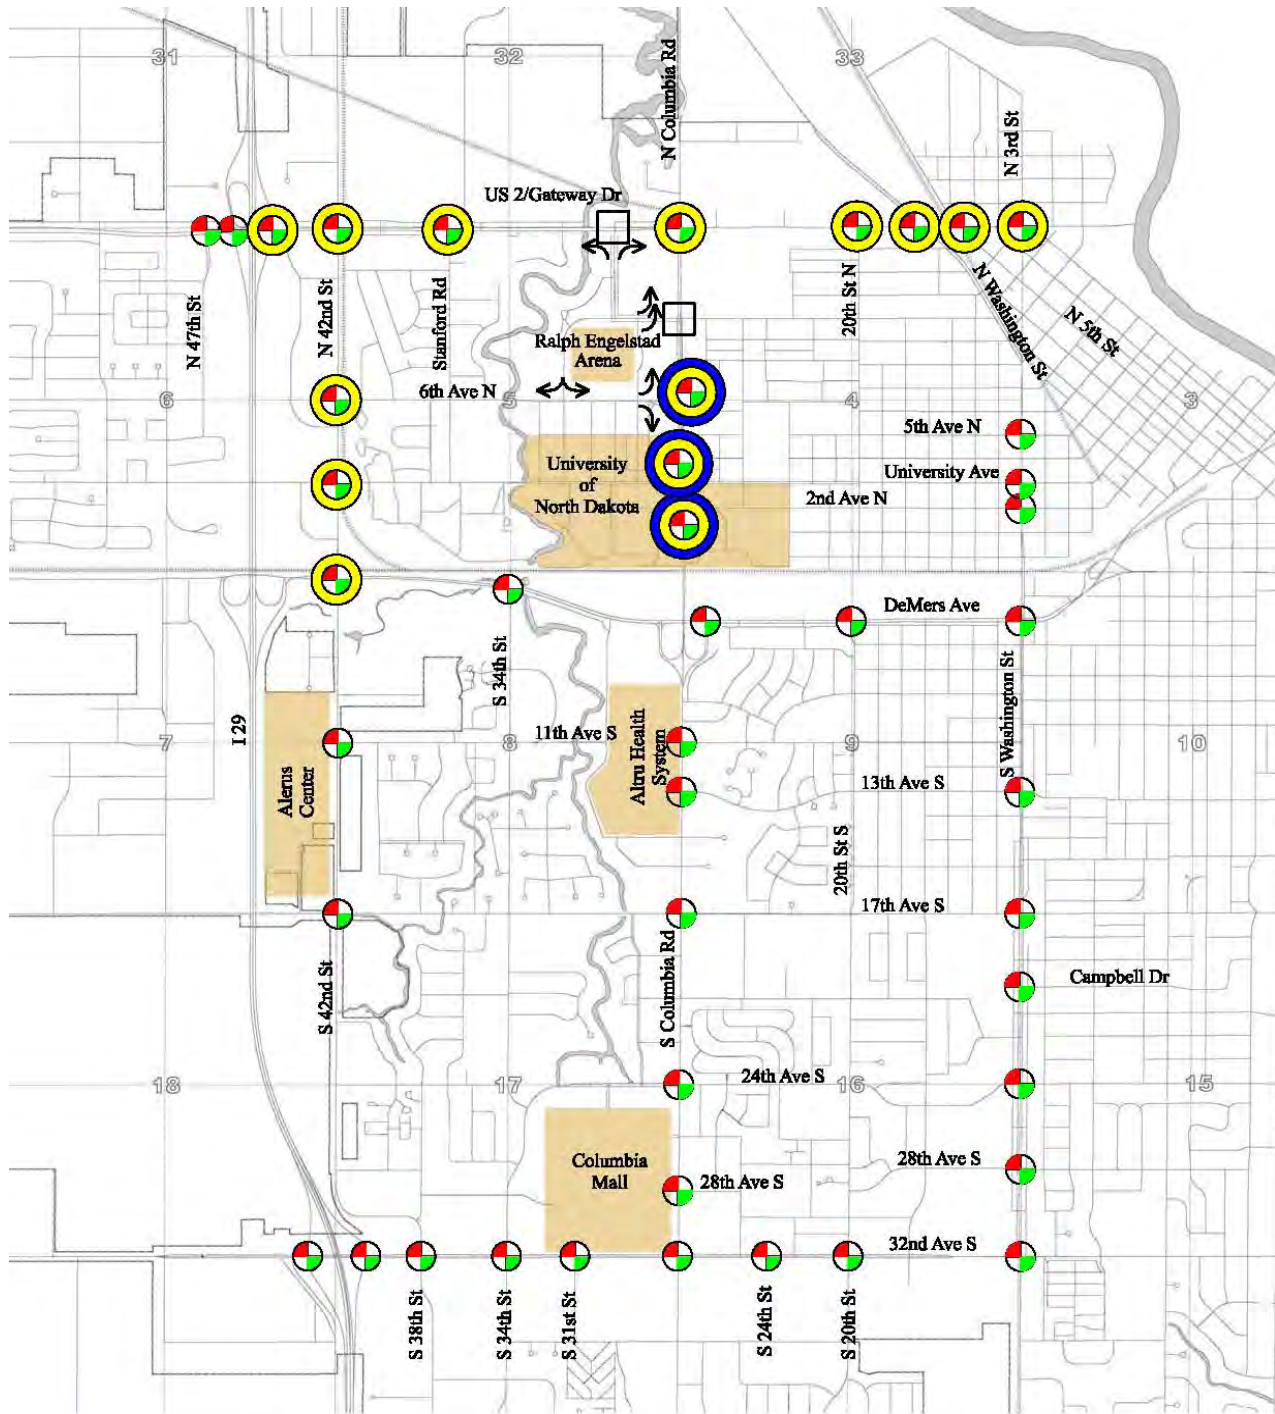 31
32
33
N Columbia Rd
N 3rd St
US 2/Gateway Dr
N 47th St
N 42nd St
Stanford Rd
20th St N
N Washington St
N 5th St
Ralph Engelstad
Arena
6th Ave N
6
5
4
3
5th Ave N
University
of
North Dakota
University Ave
2nd Ave N
DeMers Ave
S 34th St
S Washington St
I 29
7
8
9
10
11th Ave S
Altru Health
System
Alerus
Center
13th Ave S
20th St S
17th Ave S
S 42nd St
S Columbia Rd
Campbell Dr
18
17
24th Ave S
16
15
Columbia
Mall
28th Ave S
28th Ave S
32nd Ave S
S 38th St
S 34th St
S 31st St
S 24th St
S 20th St